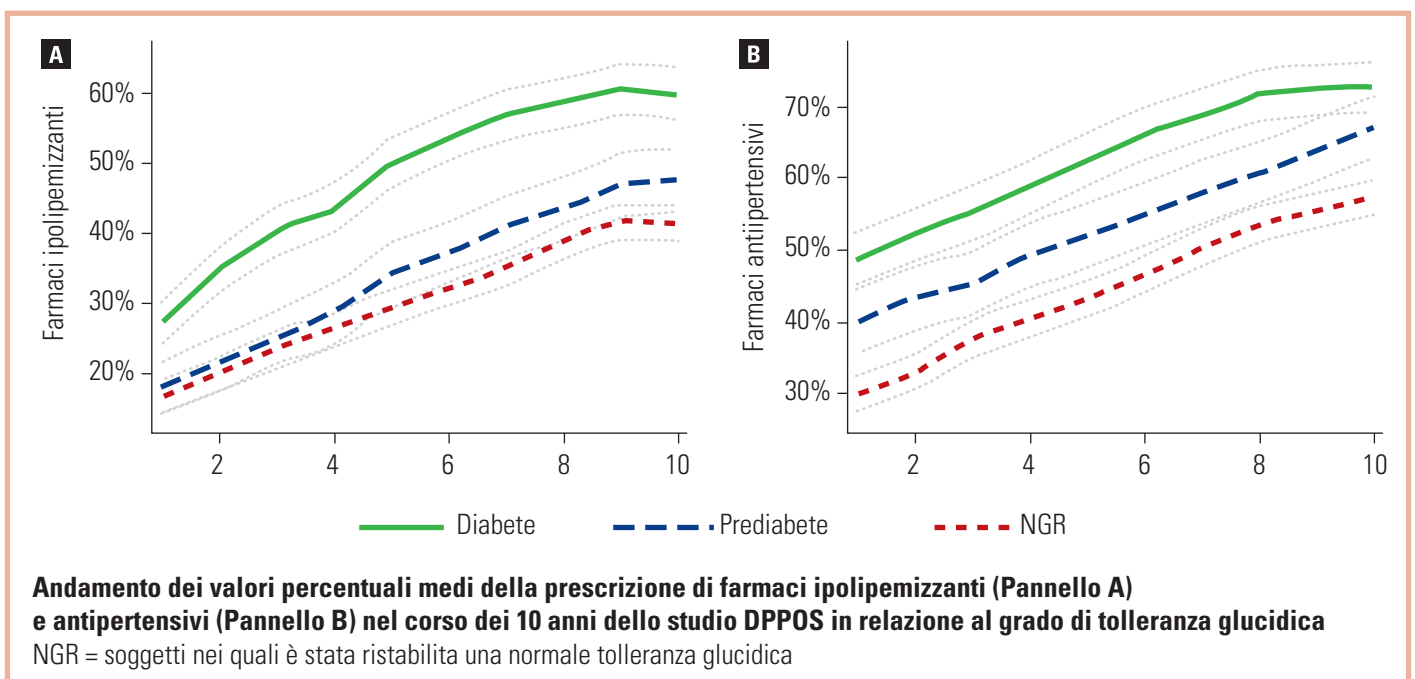 A
Farmaci ipolipemizzanti
60%
50%
40%
30%
20%
2 4 6 8 10
B
Farmaci antiipertensivi
70%
60%
50%
40%
30%
2 4 6 8 10
Diabete Prediabete NGR
Andamento dei valori percentuali medi della prescrizione di farmaci ipolipemizzanti (Pannello A)
e antipertensivi (Pannello B) nel corso dei 10 anni dello studio DPPOS in relazione al grado di tolleranza glucidica
NGR = soggetti nei quali è stata ristabilita una normale tolleranza glucidica